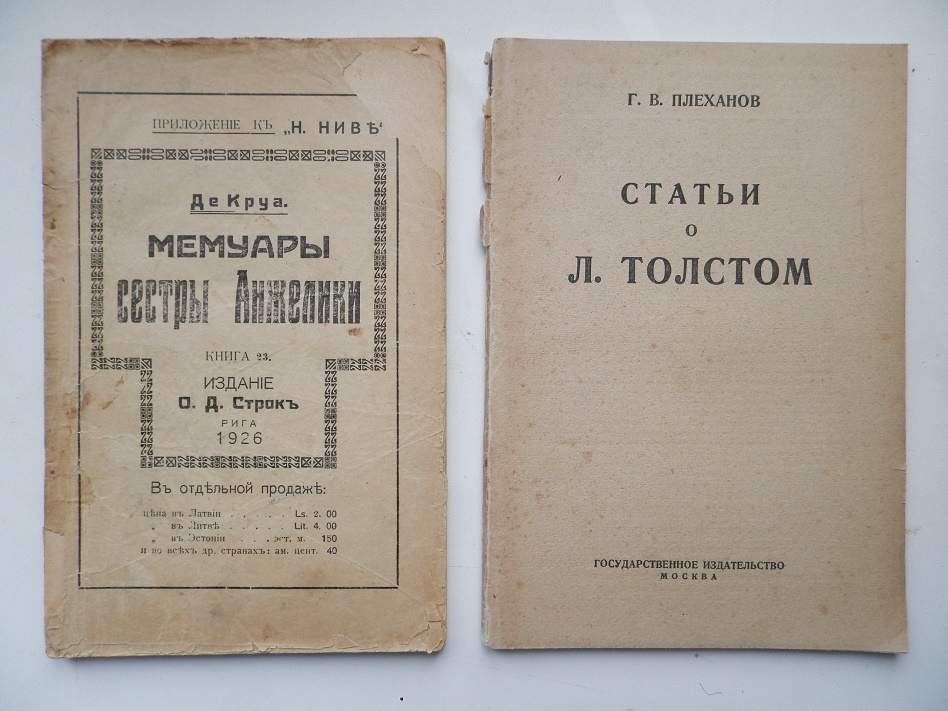 ПРИЛОЖЕНІЕ КЪ „Н. НИВѢ“
Де Круа.
МЕМУАРЫ
сестры Анжелики
КНИГА 23.
ИЗДАНІЕ
О. Д. Строкъ
РИГА
1926
Въ отдѣльной продажѣ:
цѣна въ Латвіи . . . . . Ls. 2. 00
„ въ Литвѣ . . . . . Lit. 4. 00
„ въ Эстоніи . . . эст. м. 150
и во всѣхъ др. странахъ: ам. цент. 40
Г. В. ПЛЕХАНОВ
СТАТЬИ
О
Л. ТОЛСТОМ
ГОСУДАРСТВЕННОЕ ИЗДАТЕЛЬСТВО
МОСКВА